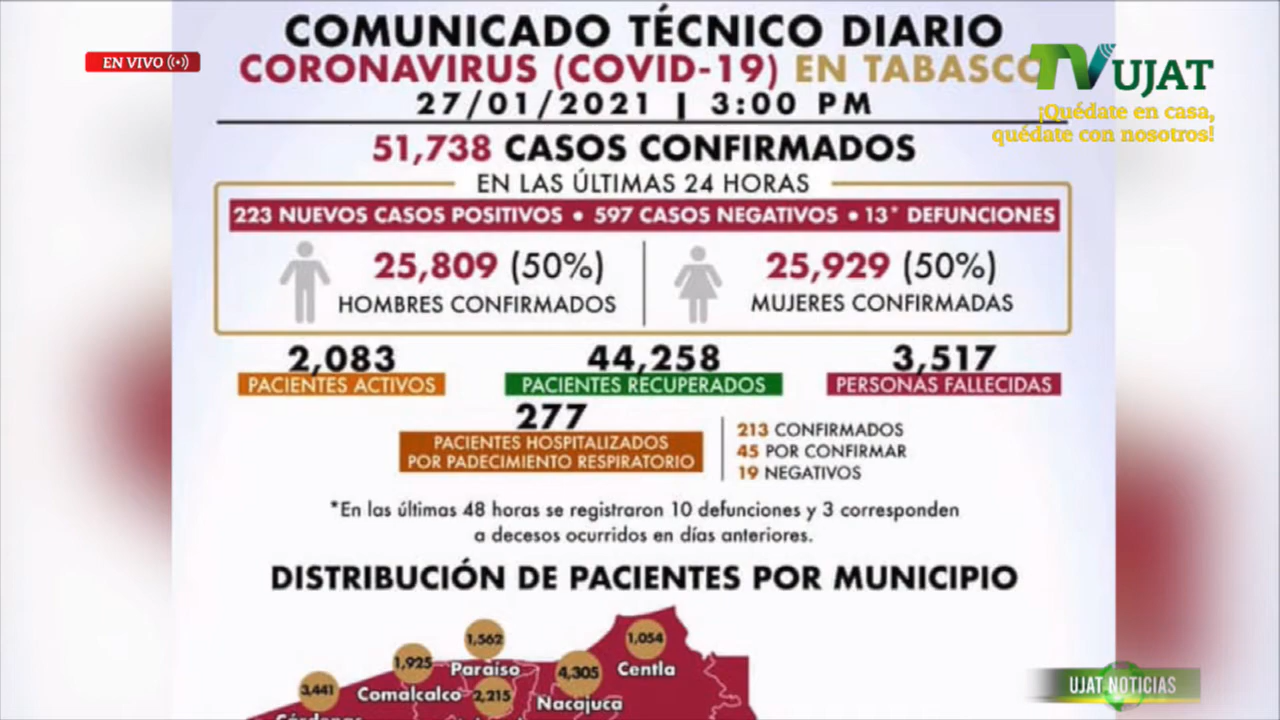 COMUNICADO TÉCNICO DIARIO
EN VIVO
CORONAVIRUS (COVID-19) EN TABASCO
TV UJAT
27/01/2021 | 3:00 PM
¡Quédate en casa,
quédate con nosotros!
51,738 CASOS CONFIRMADOS
EN LAS ÚLTIMAS 24 HORAS
223 NUEVOS CASOS POSITIVOS • 597 CASOS NEGATIVOS • 13* DEFUNCIONES
25,809 (50%)
HOMBRES CONFIRMADOS
25,929 (50%)
MUJERES CONFIRMADAS
2,083
PACIENTES ACTIVOS
44,258
PACIENTES RECUPERADOS
3,517
PERSONAS FALLECIDAS
277
PACIENTES HOSPITALIZADOS
POR PADECIMIENTO RESPIRATORIO
213 CONFIRMADOS
45 POR CONFIRMAR
19 NEGATIVOS
*En las últimas 48 horas se registraron 10 defunciones y 3 corresponden
a decesos ocurridos en días anteriores.
DISTRIBUCIÓN DE PACIENTES POR MUNICIPIO
1,562
Paraíso
1,054
Centla
1,925
Comalcalco
4,305
Nacajuca
3,441
Cárdenas
2,215
UJAT NOTICIAS